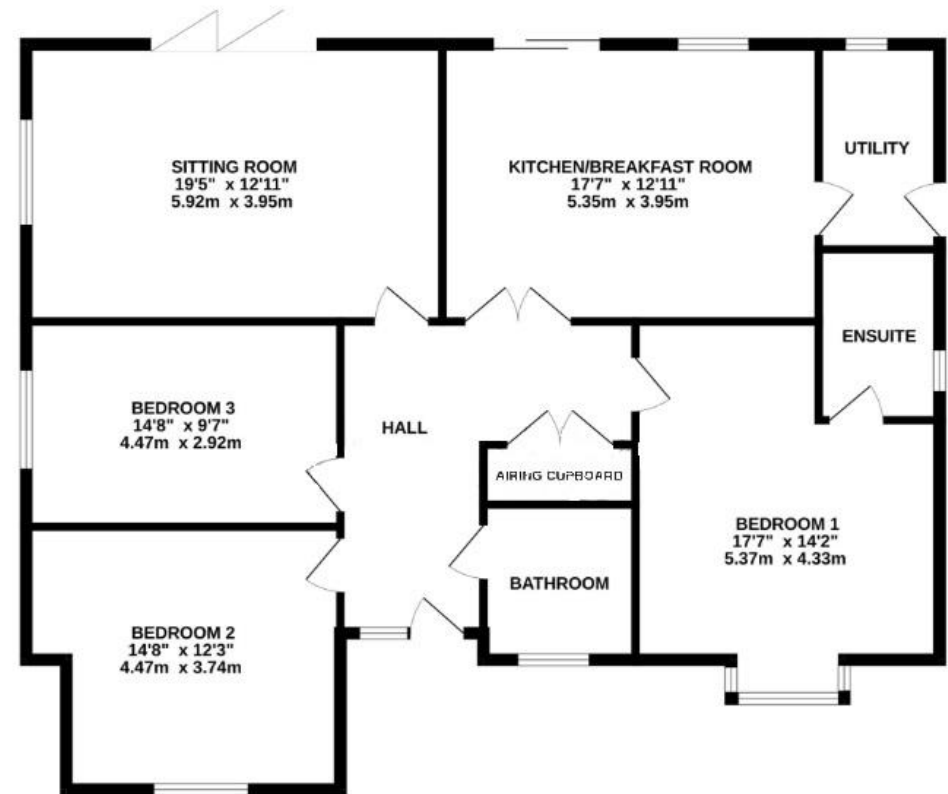 SITTING ROOM
19'5" x 12'11"
5.92m x 3.95m
KITCHEN/BREAKFAST ROOM
17'7" x 12'11"
5.35m x 3.95m
UTILITY
ENSUITE
BEDROOM 3
14'8" x 9'7"
4.47m x 2.92m
HALL
AIRING CUPBOARD
BEDROOM 1
17'7" x 14'2"
5.37m x 4.33m
BATHROOM
BEDROOM 2
14'8" x 12'3"
4.47m x 3.74m